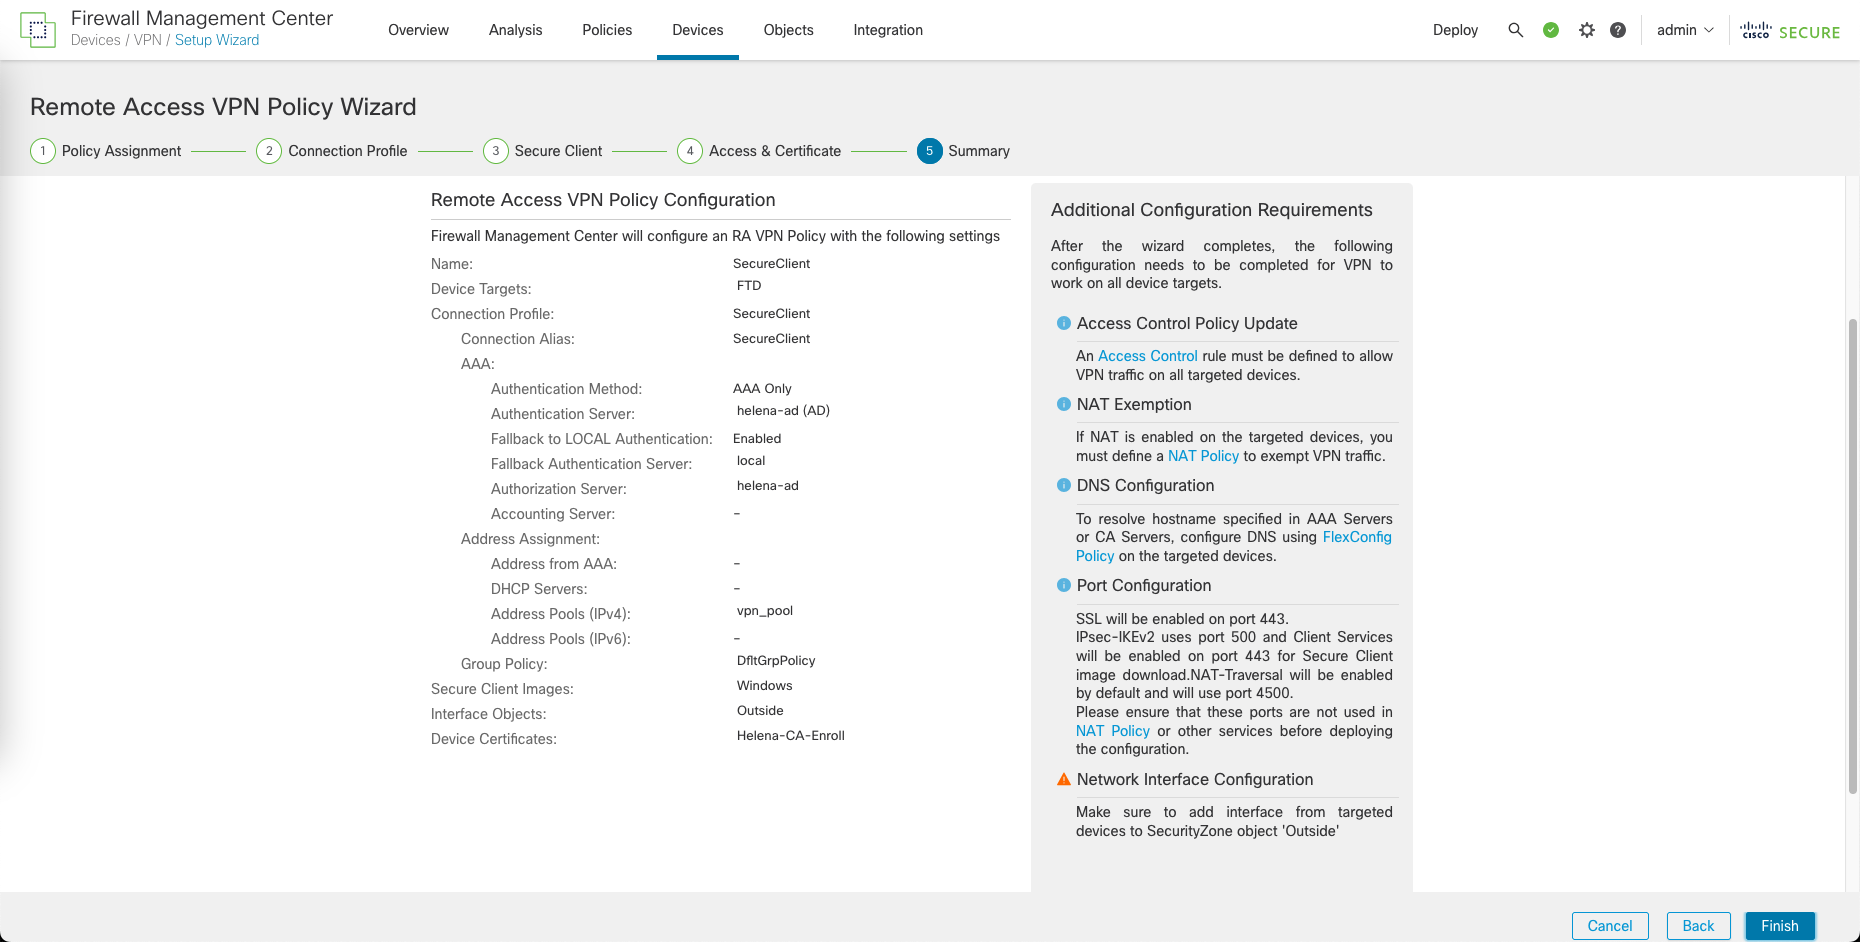 Firewall Management Center
Devices / VPN / Setup Wizard
Overview
Analysis
Policies
Devices
Objects
Integration
Deploy
admin
cisco SECURE
Remote Access VPN Policy Wizard
1 Policy Assignment
2 Connection Profile
3 Secure Client
4 Access & Certificate
5 Summary
Remote Access VPN Policy Configuration
Firewall Management Center will configure an RA VPN Policy with the following settings
Name: SecureClient
Device Targets: FTD
Connection Profile: SecureClient
Connection Alias: SecureClient
AAA:
Authentication Method: AAA Only
Authentication Server: helena-ad (AD)
Fallback to LOCAL Authentication: Enabled
Fallback Authentication Server: local
Authorization Server: helena-ad
Accounting Server: -
Address Assignment:
Address from AAA: -
DHCP Servers: -
Address Pools (IPv4): vpn_pool
Address Pools (IPv6): -
Group Policy: DfltGrpPolicy
Secure Client Images: Windows
Interface Objects: Outside
Device Certificates: Helena-CA-Enroll
Additional Configuration Requirements
After the wizard completes, the following
configuration needs to be completed for VPN to
work on all device targets.
Access Control Policy Update
An Access Control rule must be defined to allow
VPN traffic on all targeted devices.
NAT Exemption
If NAT is enabled on the targeted devices, you
must define a NAT Policy to exempt VPN traffic.
DNS Configuration
To resolve hostname specified in AAA Servers
or CA Servers, configure DNS using FlexConfig
Policy on the targeted devices.
Port Configuration
SSL will be enabled on port 443.
IPsec-IKEv2 uses port 500 and Client Services
will be enabled on port 443 for Secure Client
image download.NAT-Traversal will be enabled
by default and will use port 4500.
Please ensure that these ports are not used in
NAT Policy or other services before deploying
the configuration.
Network Interface Configuration
Make sure to add interface from targeted
devices to SecurityZone object 'Outside'
Cancel
Back
Finish